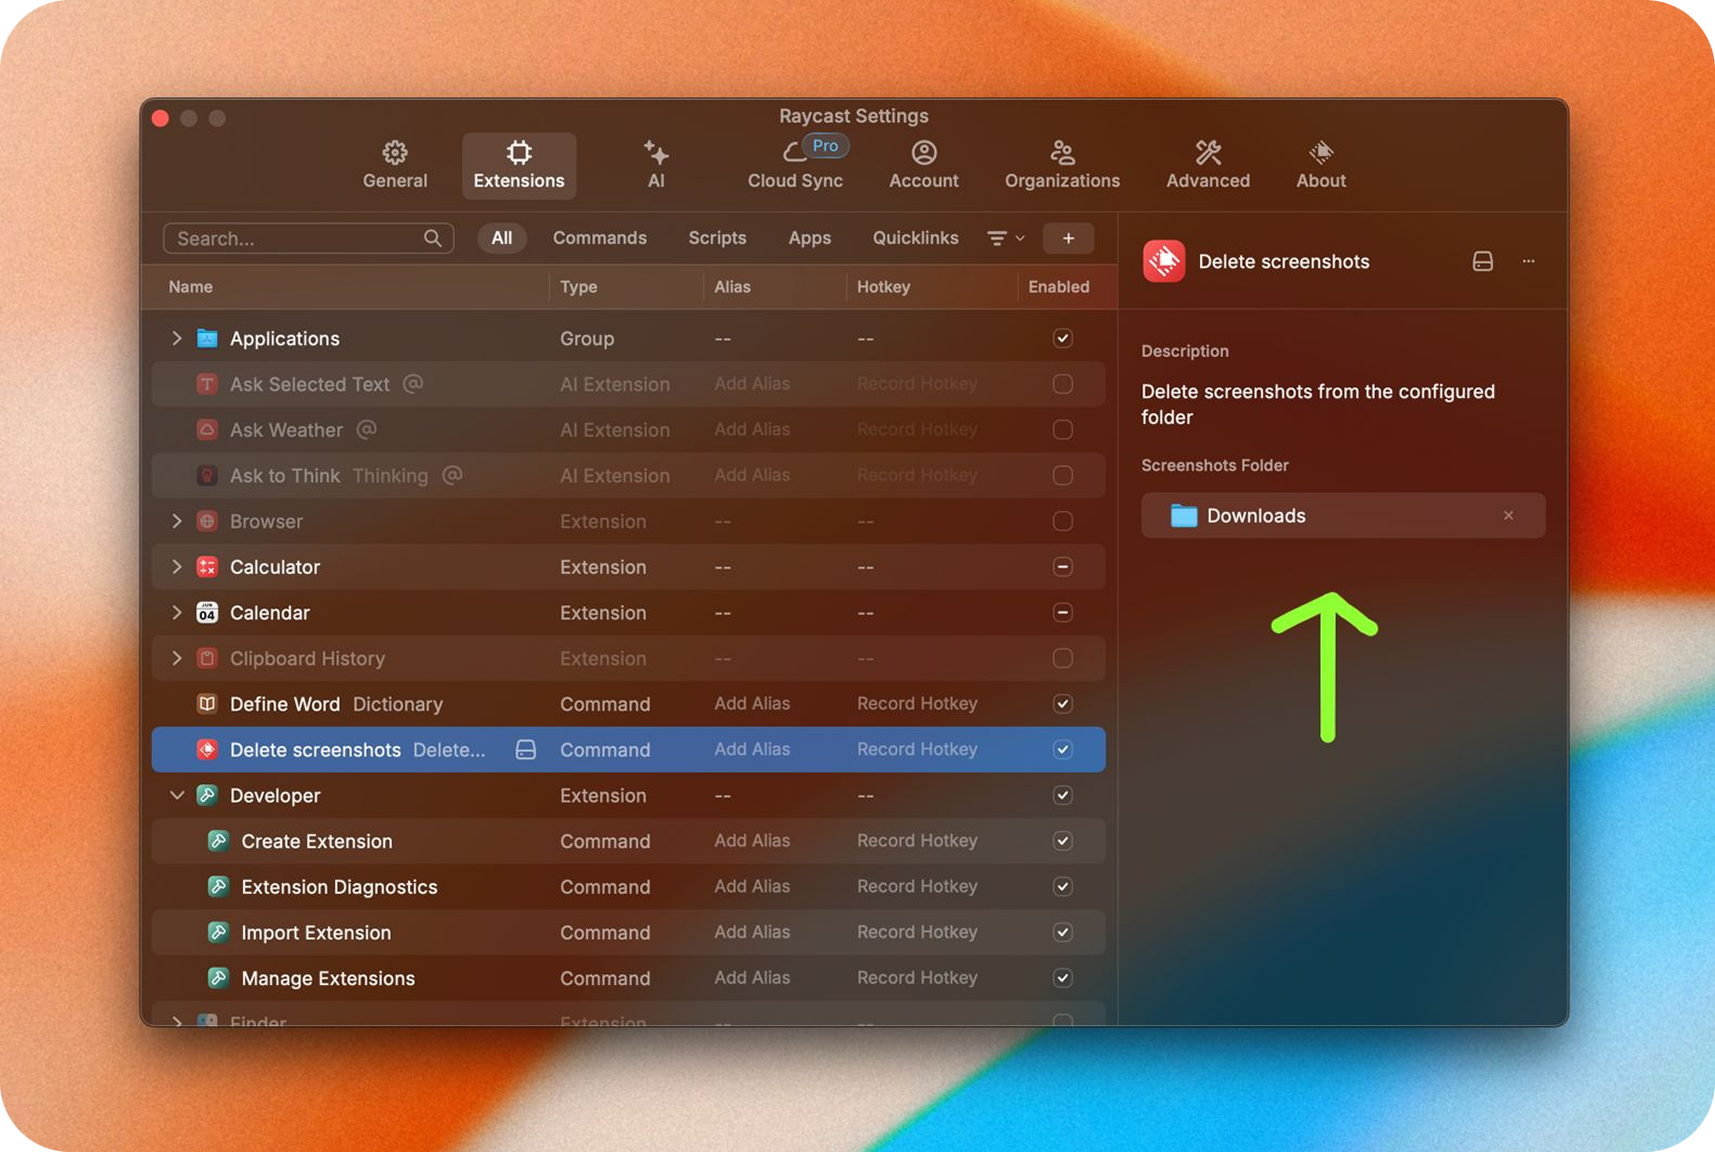 Raycast Settings
General
Extensions
AI
Cloud Sync
Pro
Account
Organizations
Advanced
About
Search...
All
Commands
Scripts
Apps
Quicklinks
+
Name Type Alias Hotkey Enabled
Applications Group -- --
Ask Selected Text @ AI Extension Add Alias Record Hotkey
Ask Weather @ AI Extension Add Alias Record Hotkey
Ask to Think Thinking @ AI Extension Add Alias Record Hotkey
Browser Extension -- --
Calculator Extension -- --
JUN
04
Calendar Extension -- --
Clipboard History Extension -- --
Define Word Dictionary Command Add Alias Record Hotkey
Delete screenshots Delete... Command Add Alias Record Hotkey
Developer Extension -- --
Create Extension Command Add Alias Record Hotkey
Extension Diagnostics Command Add Alias Record Hotkey
Import Extension Command Add Alias Record Hotkey
Manage Extensions Command Add Alias Record Hotkey
Finder Extension -- --
Delete screenshots
...
Description
Delete screenshots from the configured
folder
Screenshots Folder
Downloads